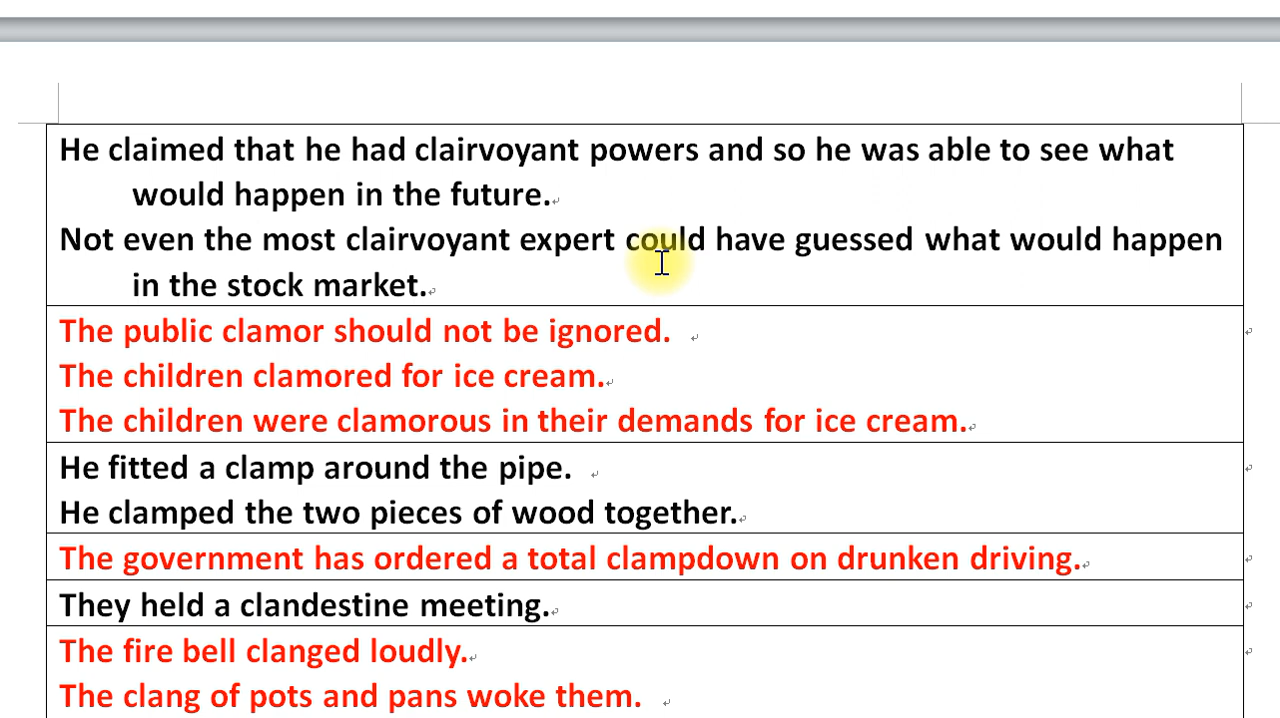 He claimed that he had clairvoyant powers and so he was able to see what
would happen in the future.
Not even the most clairvoyant expert could have guessed what would happen
in the stock market.
The public clamor should not be ignored.
The children clamored for ice cream.
The children were clamorous in their demands for ice cream.
He fitted a clamp around the pipe.
He clamped the two pieces of wood together.
The government has ordered a total clampdown on drunken driving.
They held a clandestine meeting.
The fire bell clanged loudly.
The clang of pots and pans woke them.